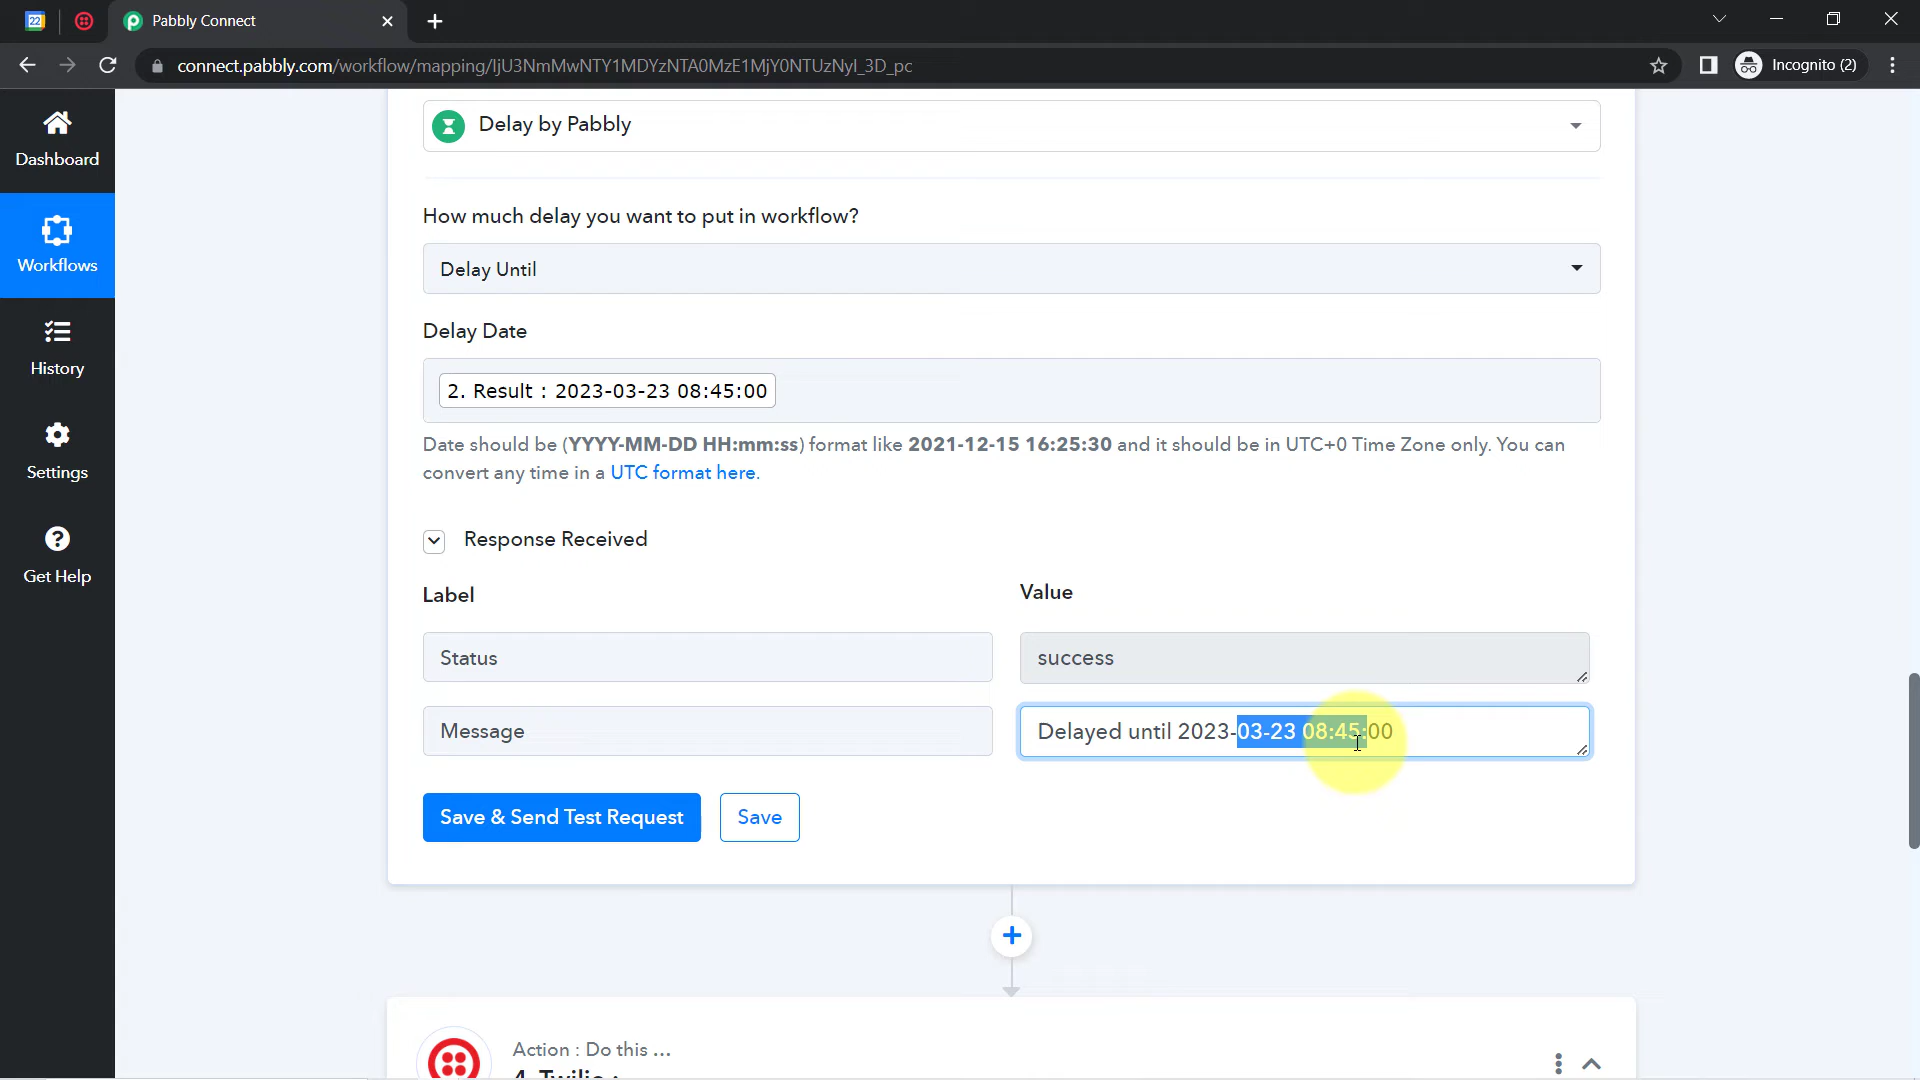 22
Pabbly Connect
connect.pabbly.com/workflow/mapping/IjU3NmMwNTY1MDYzNTA0MzE1MjY0NTUzNyI_3D_pc
Incognito (2)
Dashboard
Workflows
History
Settings
Get Help
Delay by Pabbly
How much delay you want to put in workflow?
Delay Until
Delay Date
2. Result : 2023-03-23 08:45:00
Date should be (YYYY-MM-DD HH:mm:ss) format like 2021-12-15 16:25:30 and it should be in UTC+0 Time Zone only. You can
convert any time in a UTC format here.
Response Received
Label
Value
Status
success
Message
Delayed until 2023-03-23 08:45:00
Save & Send Test Request
Save
Action : Do this ...
4. Twilio :